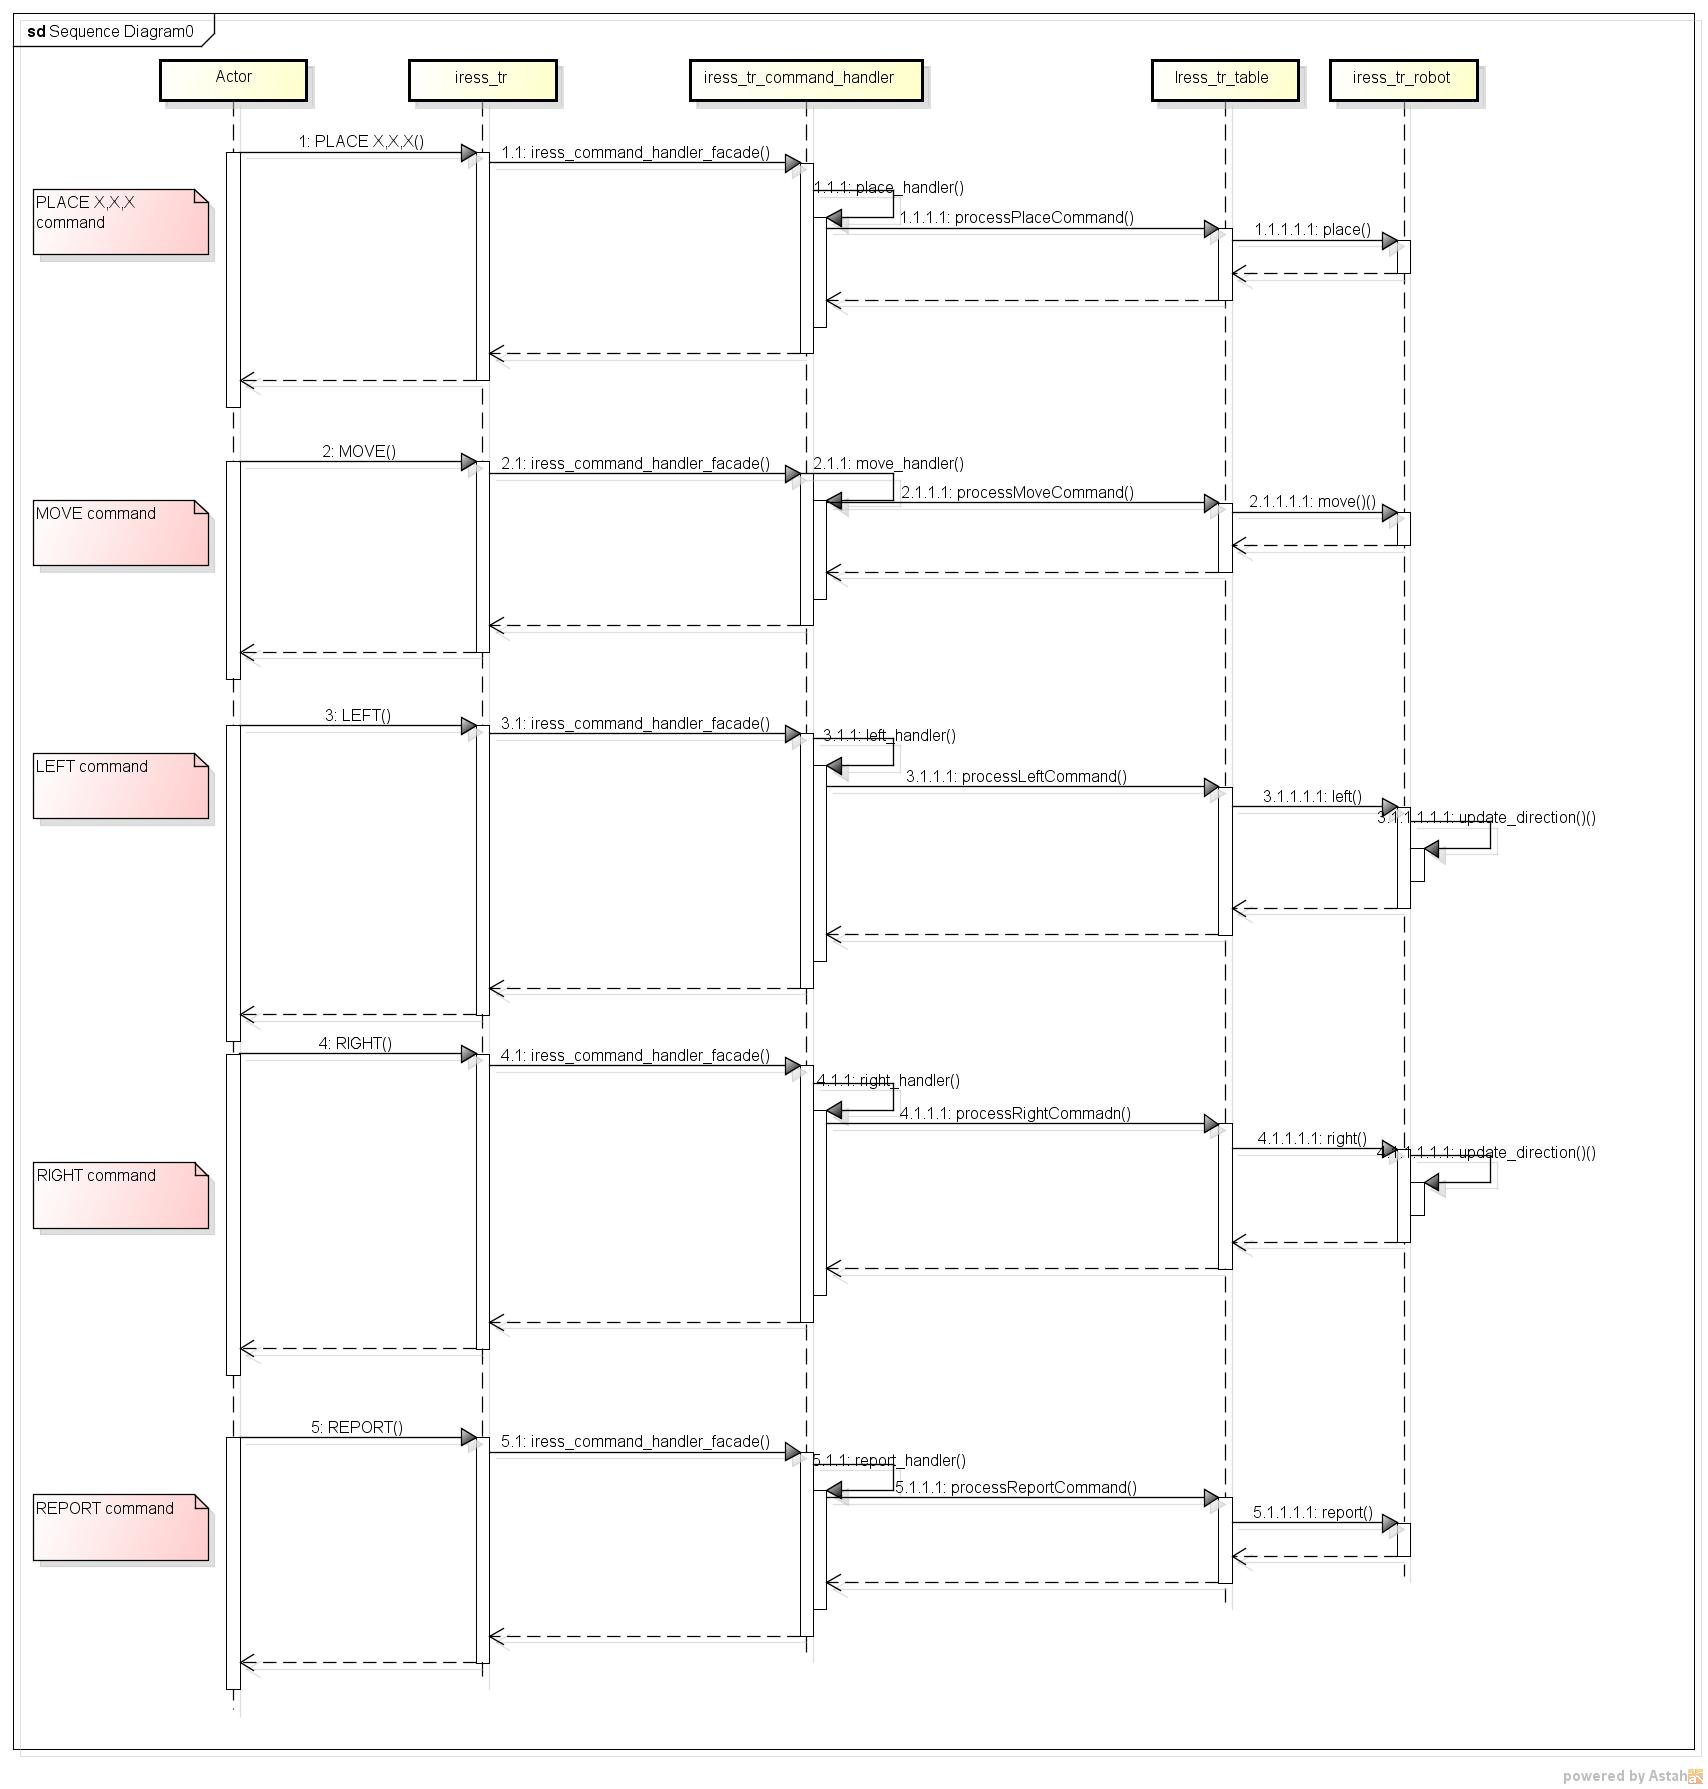 sd Sequence Diagram0
Actor
iress_tr
iress_tr_command_handler
Iress_tr_table
iress_tr_robot
1: PLACE X,X,X()
1.1: iress_command_handler_facade()
1.1.1: place_handler()
PLACE X,X,X
command
1.1.1.1: processPlaceCommand()
1.1.1.1.1: place()
2: MOVE()
2.1: iress_command_handler_facade()
2.1.1: move_handler()
2.1.1.1: processMoveCommand()
2.1.1.1.1: move()()
MOVE command
3: LEFT()
3.1: iress_command_handler_facade()
3.1.1: left_handler()
LEFT command
3.1.1.1: processLeftCommand()
3.1.1.1.1: left()
3.1.1.1.1.1: update_direction()()
4: RIGHT()
4.1: iress_command_handler_facade()
4.1.1: right_handler()
4.1.1.1: processRightCommadn()
4.1.1.1.1: right()
4.1.1.1.1.1: update_direction()()
RIGHT command
5: REPORT()
5.1: iress_command_handler_facade()
5.1.1: report_handler()
5.1.1.1: processReportCommand()
REPORT command
5.1.1.1.1: report()
powered by Astah